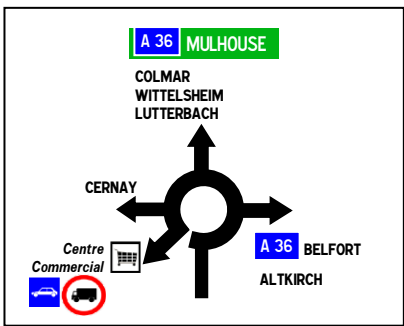 A 36 MULHOUSE
COLMAR
WITTELSHEIM
LUTTERBACH
CERNAY
Centre
Commercial
A 36 BELFORT
ALTKIRCH